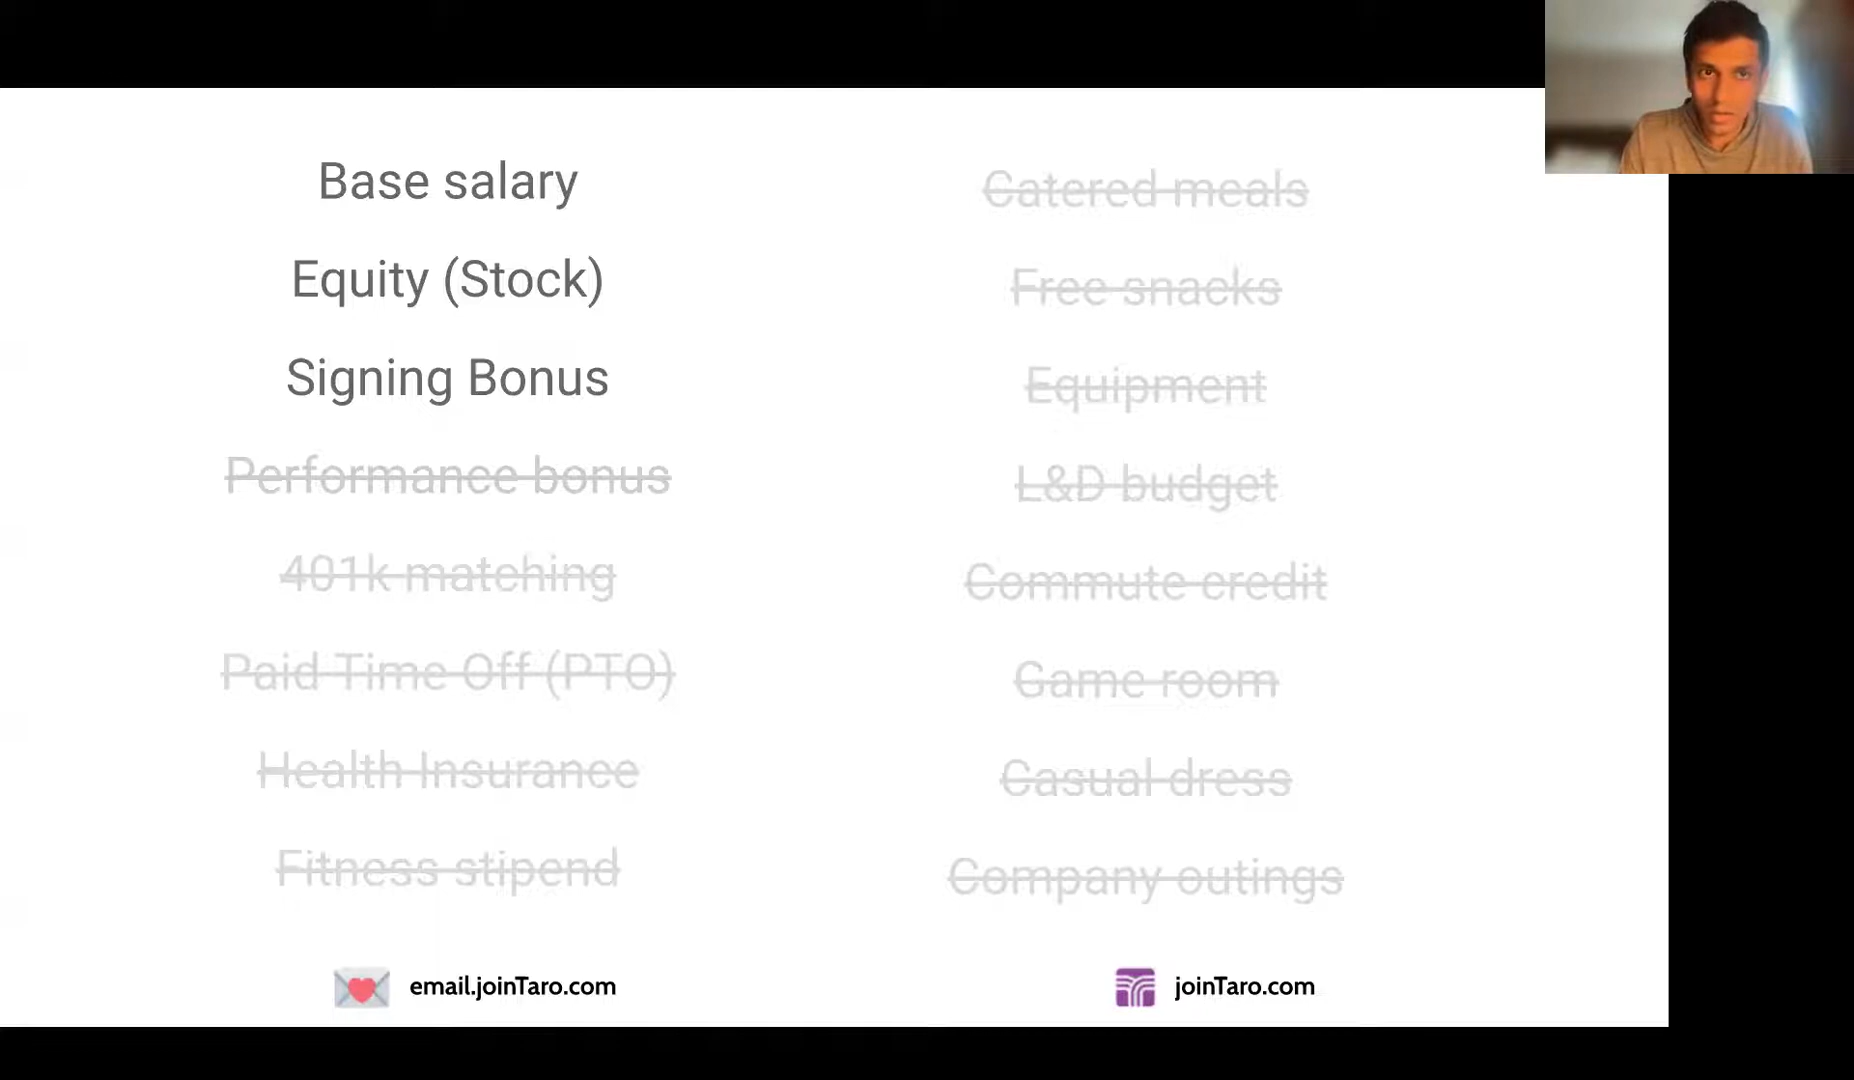 Base salary
Equity (Stock)
Signing Bonus
Performance bonus
401k matching
Paid Time Off (PTO)
Health Insurance
Fitness stipend
Catered meals
Free snacks
Equipment
L&D budget
Commute credit
Game room
Casual dress
Company outings
email.joinTaro.com
joinTaro.com